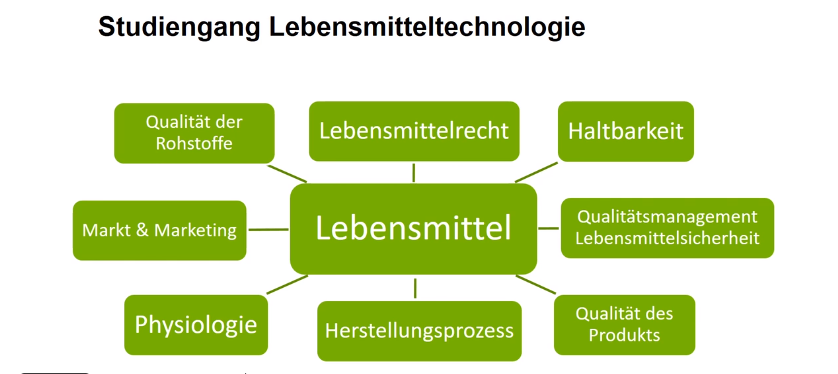 Studiengang Lebensmitteltechnologie
Qualität der
Rohstoffe
Lebensmittelrecht
Haltbarkeit
Markt & Marketing
Lebensmittel
Qualitätsmanagement
Lebensmittelsicherheit
Physiologie
Herstellungsprozess
Qualität des
Produkts